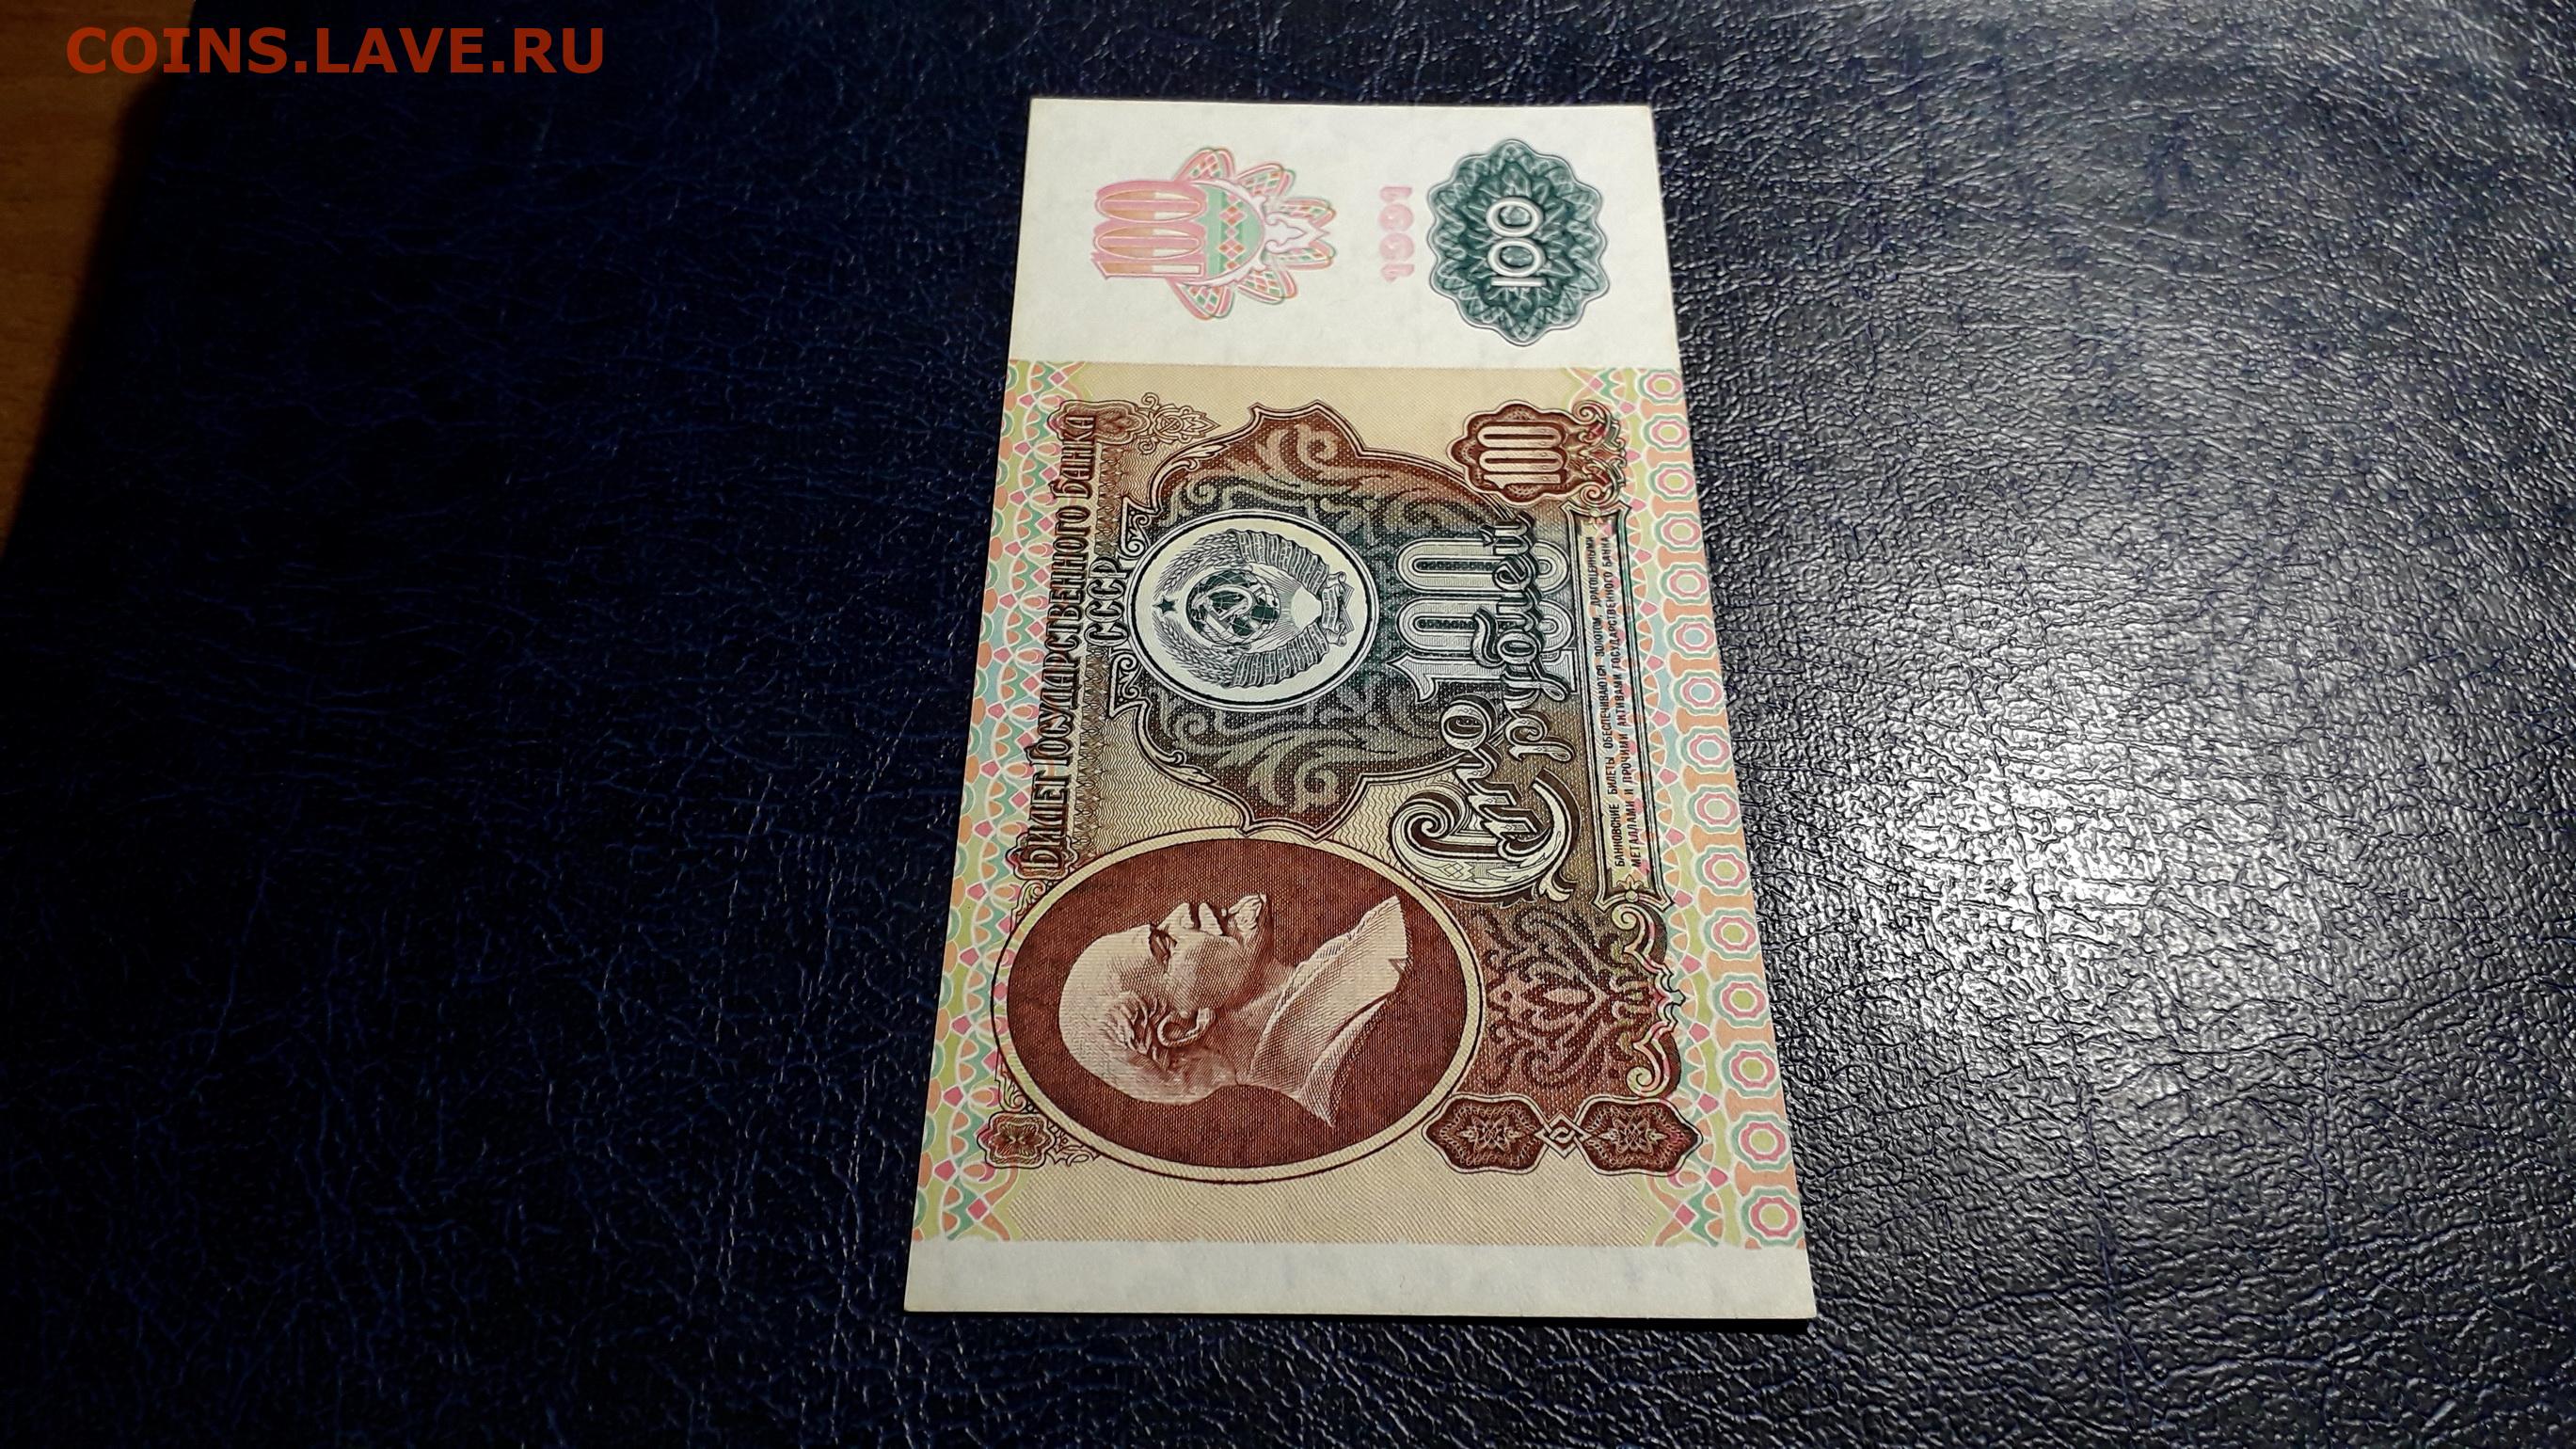 COINS.LAVE.RU
БИЛЕТ ГОСУДАРСТВЕННОГО БАНКА
СССР
100
Сто рублей
100
БАНКОВСКИЕ БИЛЕТЫ ОБЕСПЕЧИВАЮТСЯ ЗОЛОТОМ, ДРАГОЦЕННЫМИ
МЕТАЛЛАМИ И ПРОЧИМИ АКТИВАМИ ГОСУДАРСТВЕННОГО БАНКА
100
1991
100